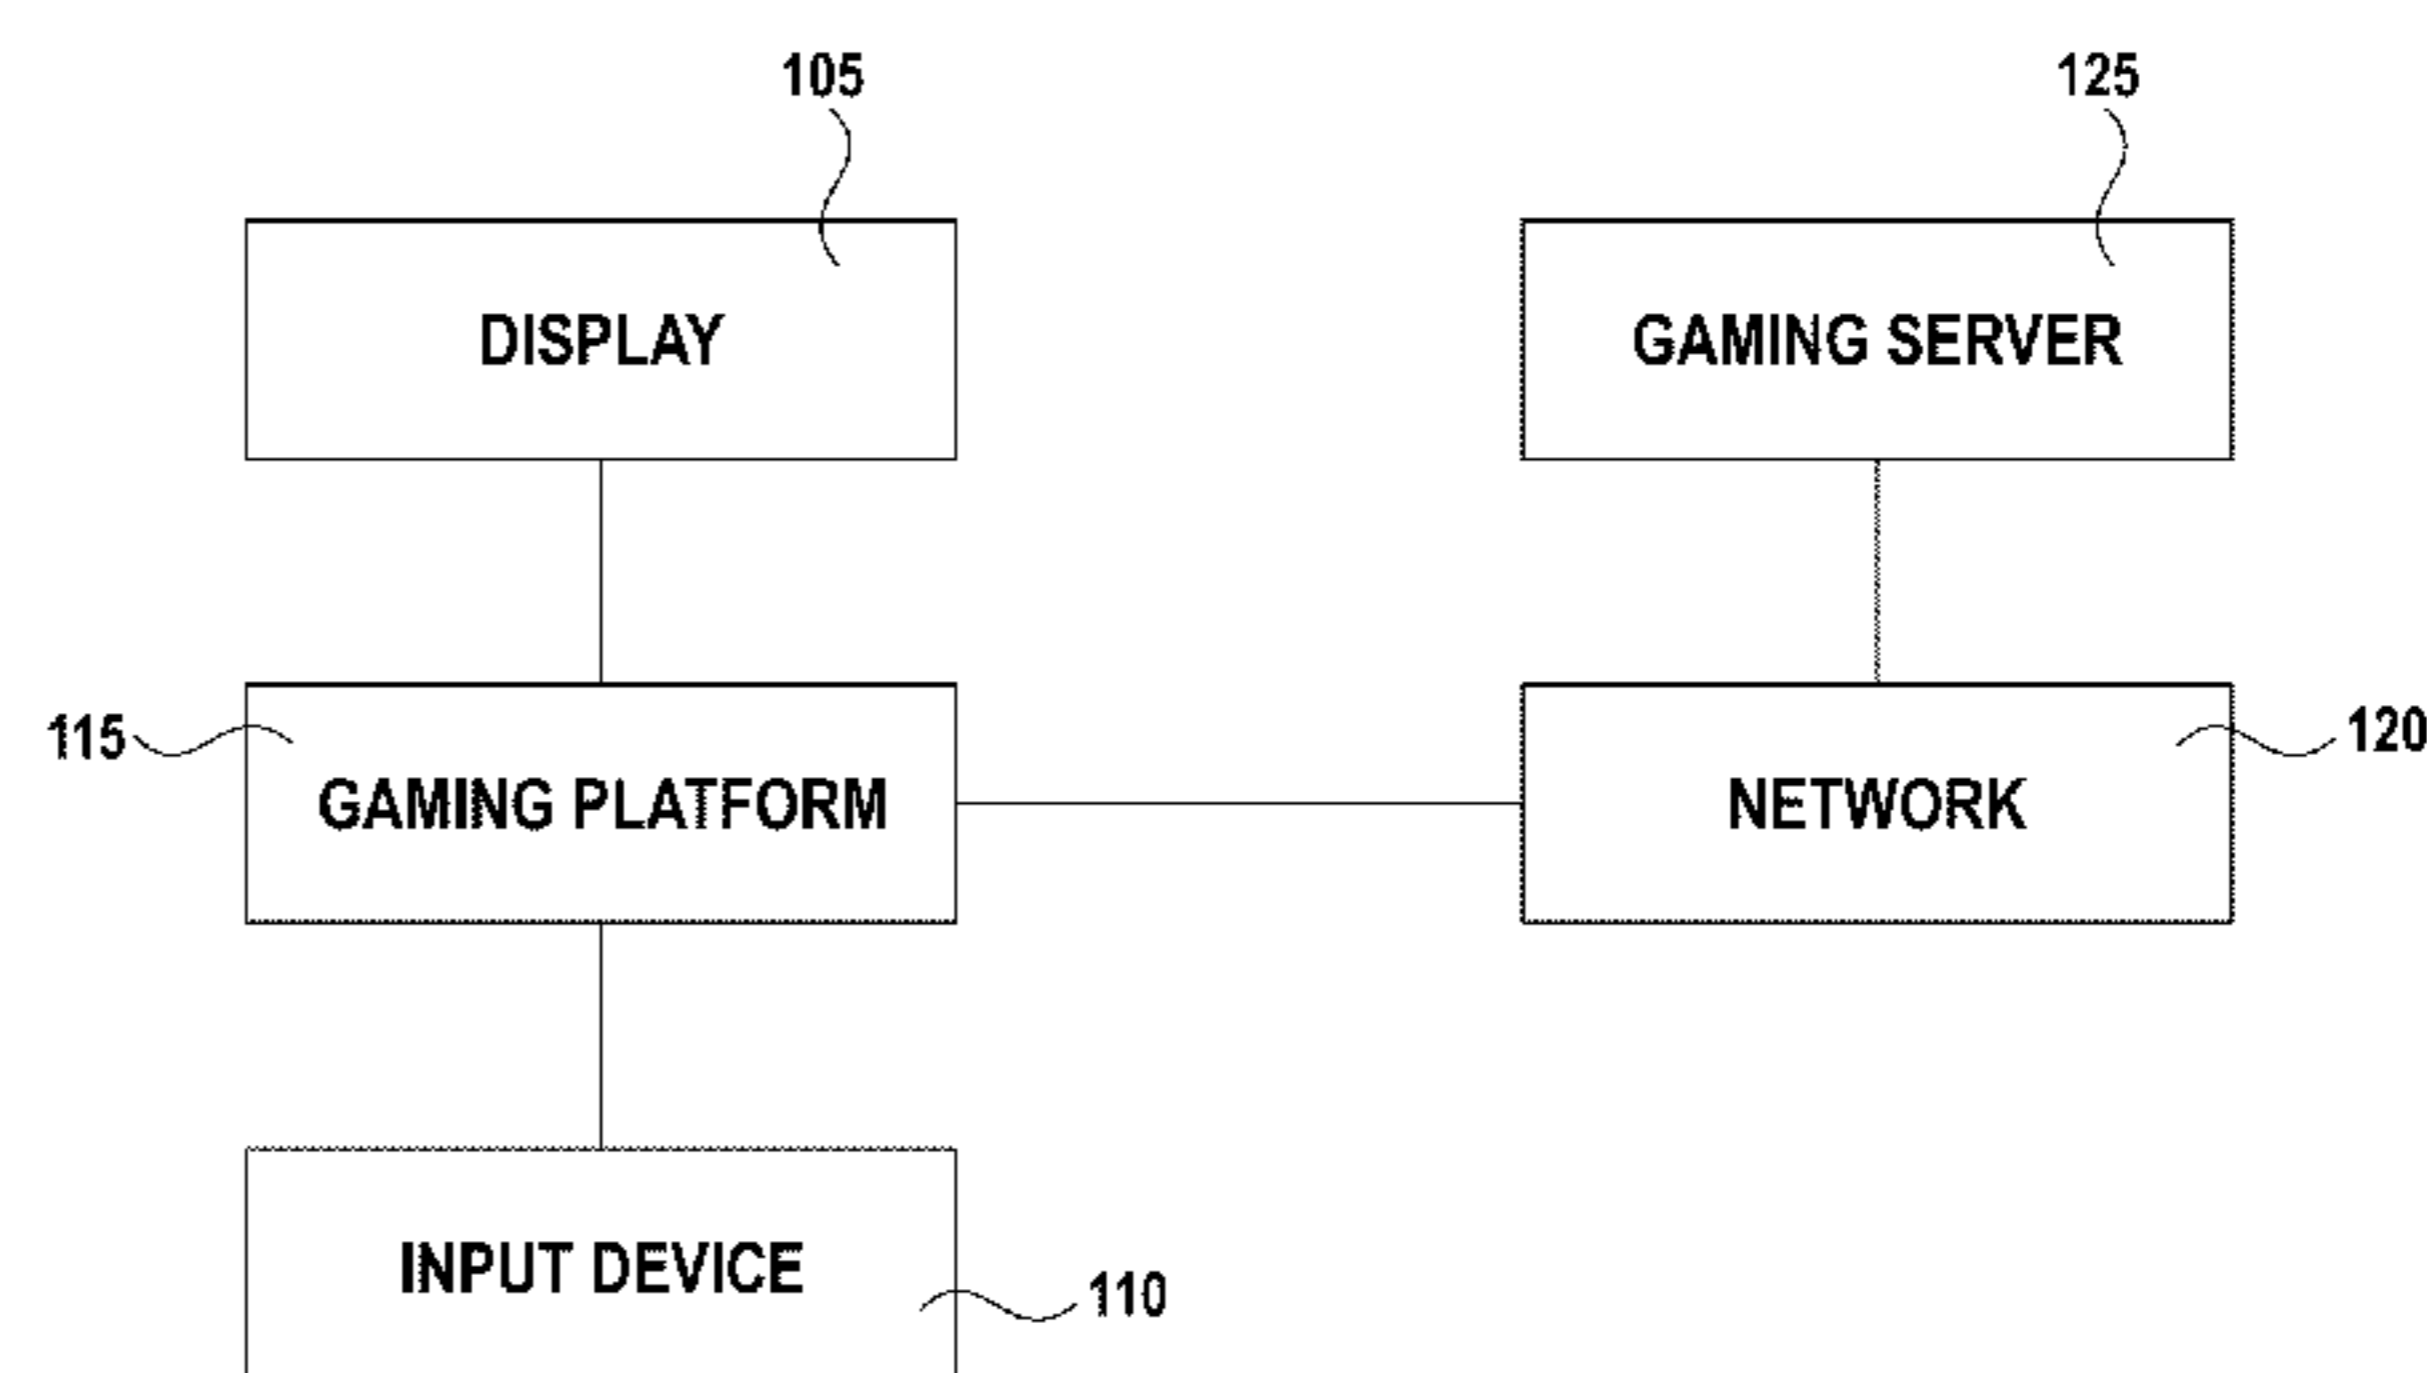 105
125
DISPLAY
GAMING SERVER
115
120
GAMING PLATFORM
NETWORK
INPUT DEVICE
110